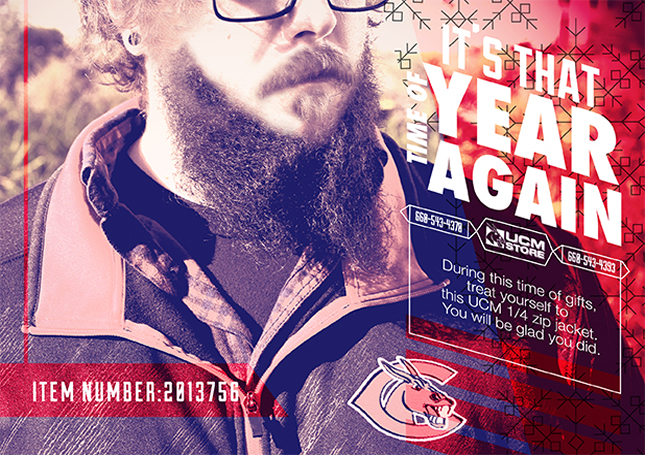 IT'S THAT
TIME OF
YEAR
AGAIN
660-543-4370
UCM
STORE
660-543-4393
During this time of gifts,
treat yourself to
this UCM 1/4 zip jacket.
You will be glad you did.
ITEM NUMBER:2013756